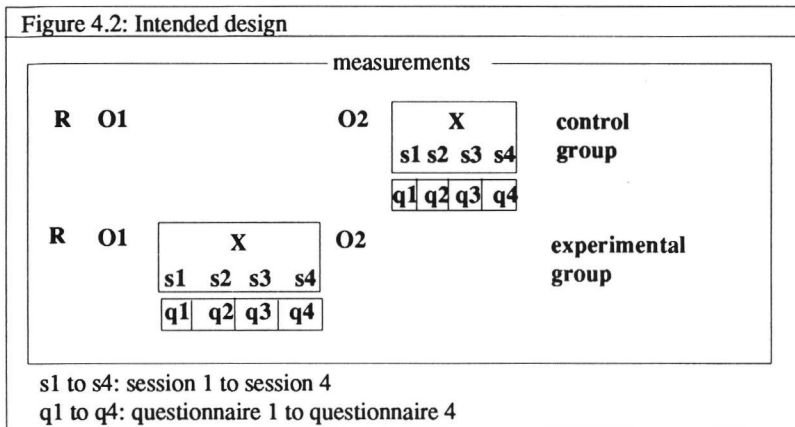 Figure 4.2: Intended design
measurements
R O1 O2 X control
s1 s2 s3 s4 group
q1 q2 q3 q4
R O1 X O2 experimental
s1 s2 s3 s4 group
q1 q2 q3 q4
s1 to s4: session 1 to session 4
q1 to q4: questionnaire 1 to questionnaire 4